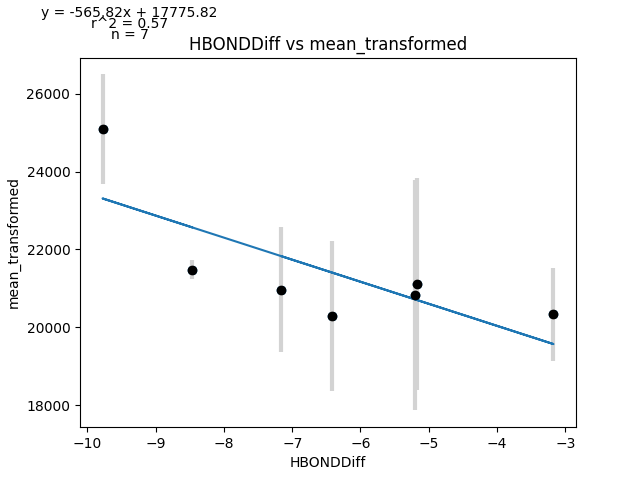 y = -565.82x + 17775.82
r^2 = 0.57
n = 7
HBONDDiff vs mean_transformed
mean_transformed
26000
24000
22000
20000
18000
−10
−9
−8
−7
−6
−5
−4
−3
HBONDDiff